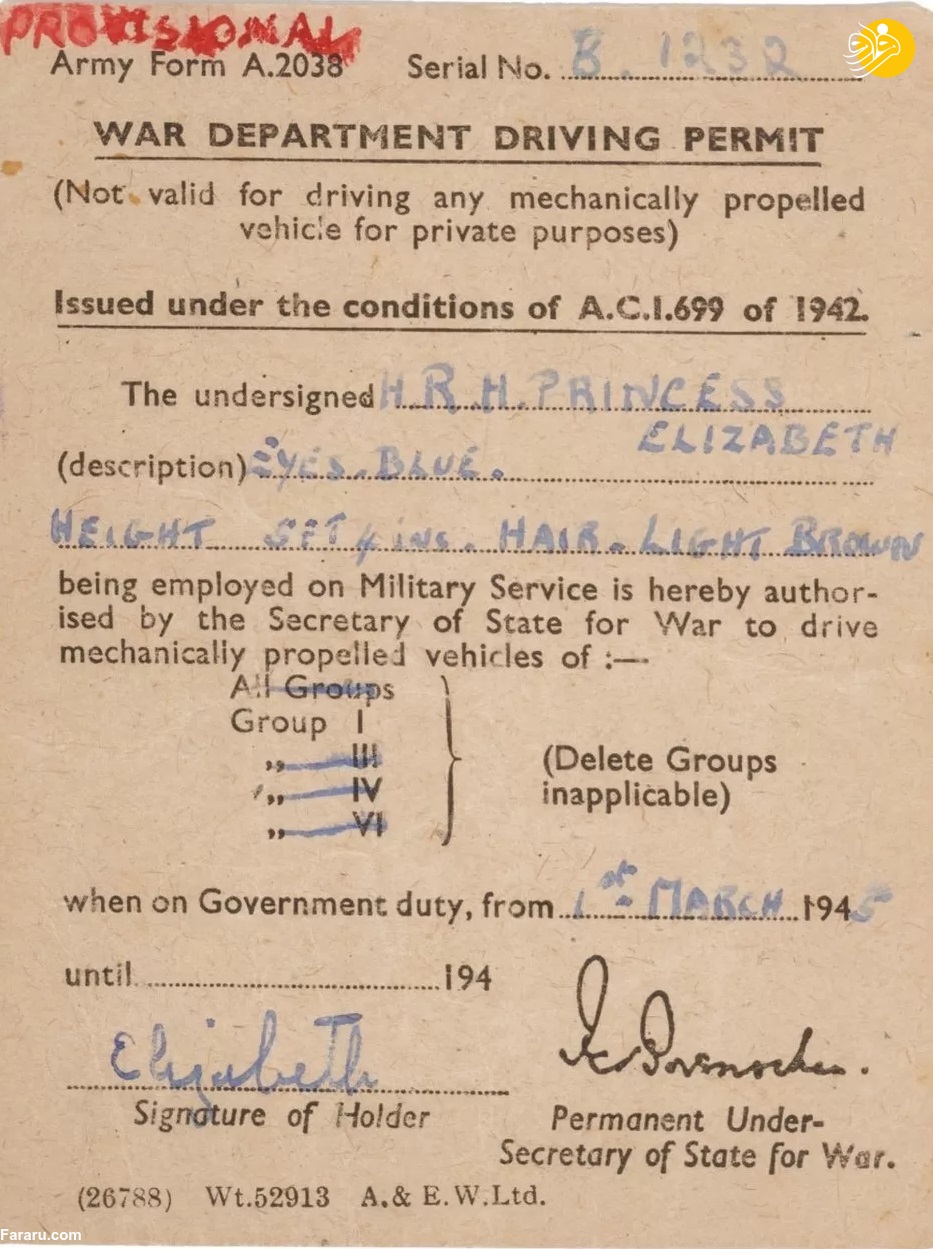 PROVISIONAL
Army Form A.2038 Serial No. B. 1232
WAR DEPARTMENT DRIVING PERMIT
(Not valid for driving any mechanically propelled
vehicle for private purposes)
Issued under the conditions of A.C.I.699 of 1942.
The undersigned H.R.H. PRINCESS
ELIZABETH
(description) EYES. BLUE.
HEIGHT 5FT 4 ins. HAIR. LIGHT BROWN
being employed on Military Service is hereby author-
ised by the Secretary of State for War to drive
mechanically propelled vehicles of :—
All Groups
Group I
„ III
„ IV
„ VI
(Delete Groups
inapplicable)
when on Government duty, from 1st MARCH 1945
until 194
Elizabeth
Signature of Holder
Permanent Under-
Secretary of State for War.
(26788) Wt.52913 A.& E.W.Ltd.
Fararu.com